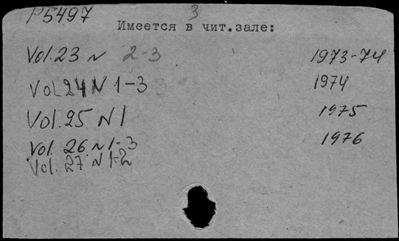 P5497
3
Имеется в чит.зале:
Vol.23 N 2-3 1973-74
Vol 24 N 1-3 1974
Vol.25 N 1 1975
Vol. 26 N 1-3 1976
Vol. 27 N 1-2